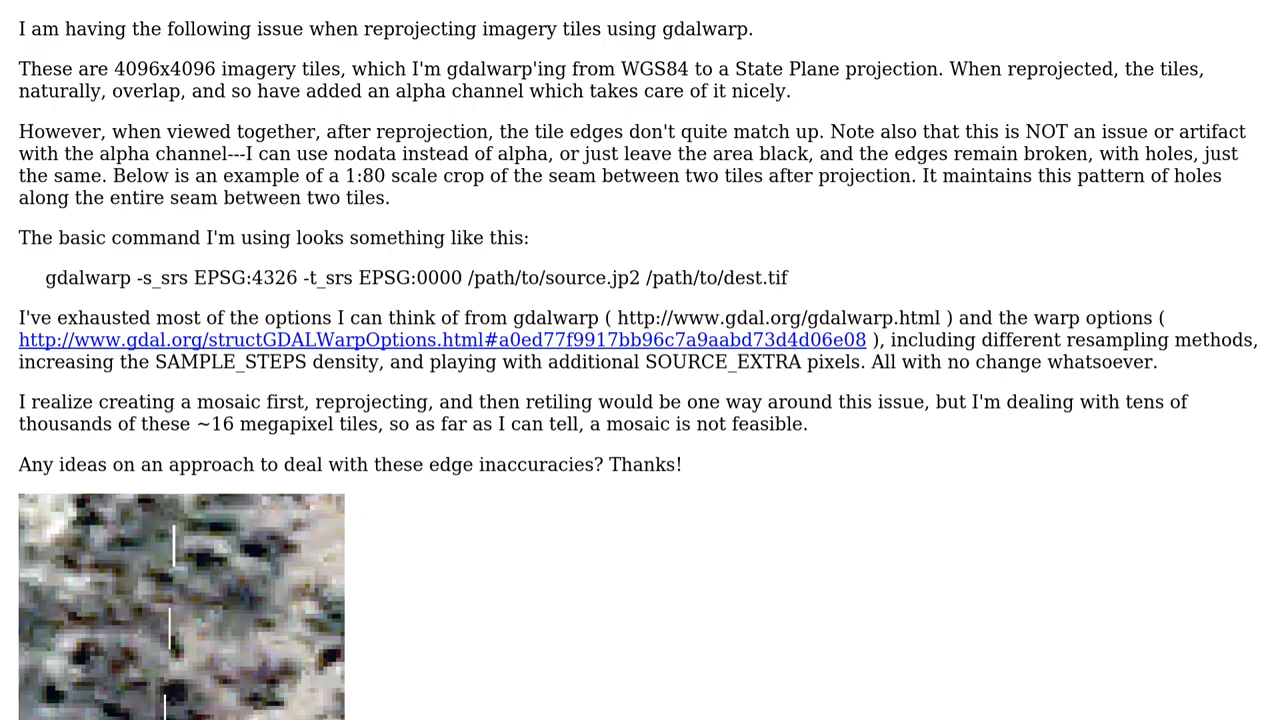 I am having the following issue when reprojecting imagery tiles using gdalwarp.
These are 4096x4096 imagery tiles, which I'm gdalwarp'ing from WGS84 to a State Plane projection. When reprojected, the tiles,
naturally, overlap, and so have added an alpha channel which takes care of it nicely.
However, when viewed together, after reprojection, the tile edges don't quite match up. Note also that this is NOT an issue or artifact
with the alpha channel---I can use nodata instead of alpha, or just leave the area black, and the edges remain broken, with holes, just
the same. Below is an example of a 1:80 scale crop of the seam between two tiles after projection. It maintains this pattern of holes
along the entire seam between two tiles.
The basic command I'm using looks something like this:
gdalwarp -s_srs EPSG:4326 -t_srs EPSG:0000 /path/to/source.jp2 /path/to/dest.tif
I've exhausted most of the options I can think of from gdalwarp ( http://www.gdal.org/gdalwarp.html ) and the warp options (
http://www.gdal.org/structGDALWarpOptions.html#a0ed77f9917bb96c7a9aabd73d4d06e08 ), including different resampling methods,
increasing the SAMPLE_STEPS density, and playing with additional SOURCE_EXTRA pixels. All with no change whatsoever.
I realize creating a mosaic first, reprojecting, and then retiling would be one way around this issue, but I'm dealing with tens of
thousands of these ~16 megapixel tiles, so as far as I can tell, a mosaic is not feasible.
Any ideas on an approach to deal with these edge inaccuracies? Thanks!